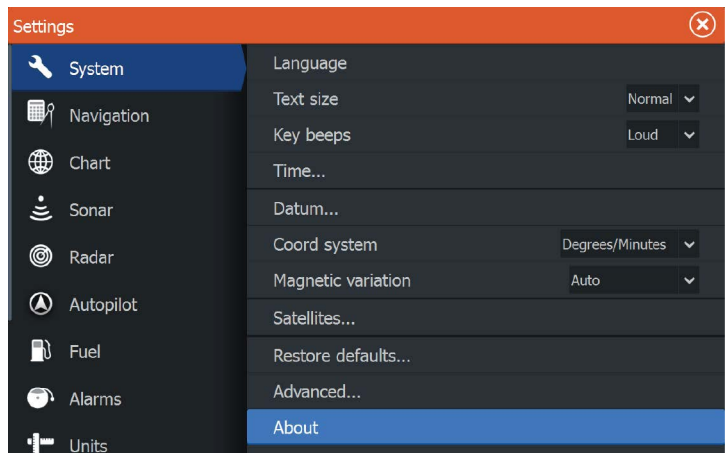 Settings
System
Navigation
Chart
Sonar
Radar
Autopilot
Fuel
Alarms
Units
Language
Text size Normal
Key beeps Loud
Time...
Datum...
Coord system Degrees/Minutes
Magnetic variation Auto
Satellites...
Restore defaults...
Advanced...
About